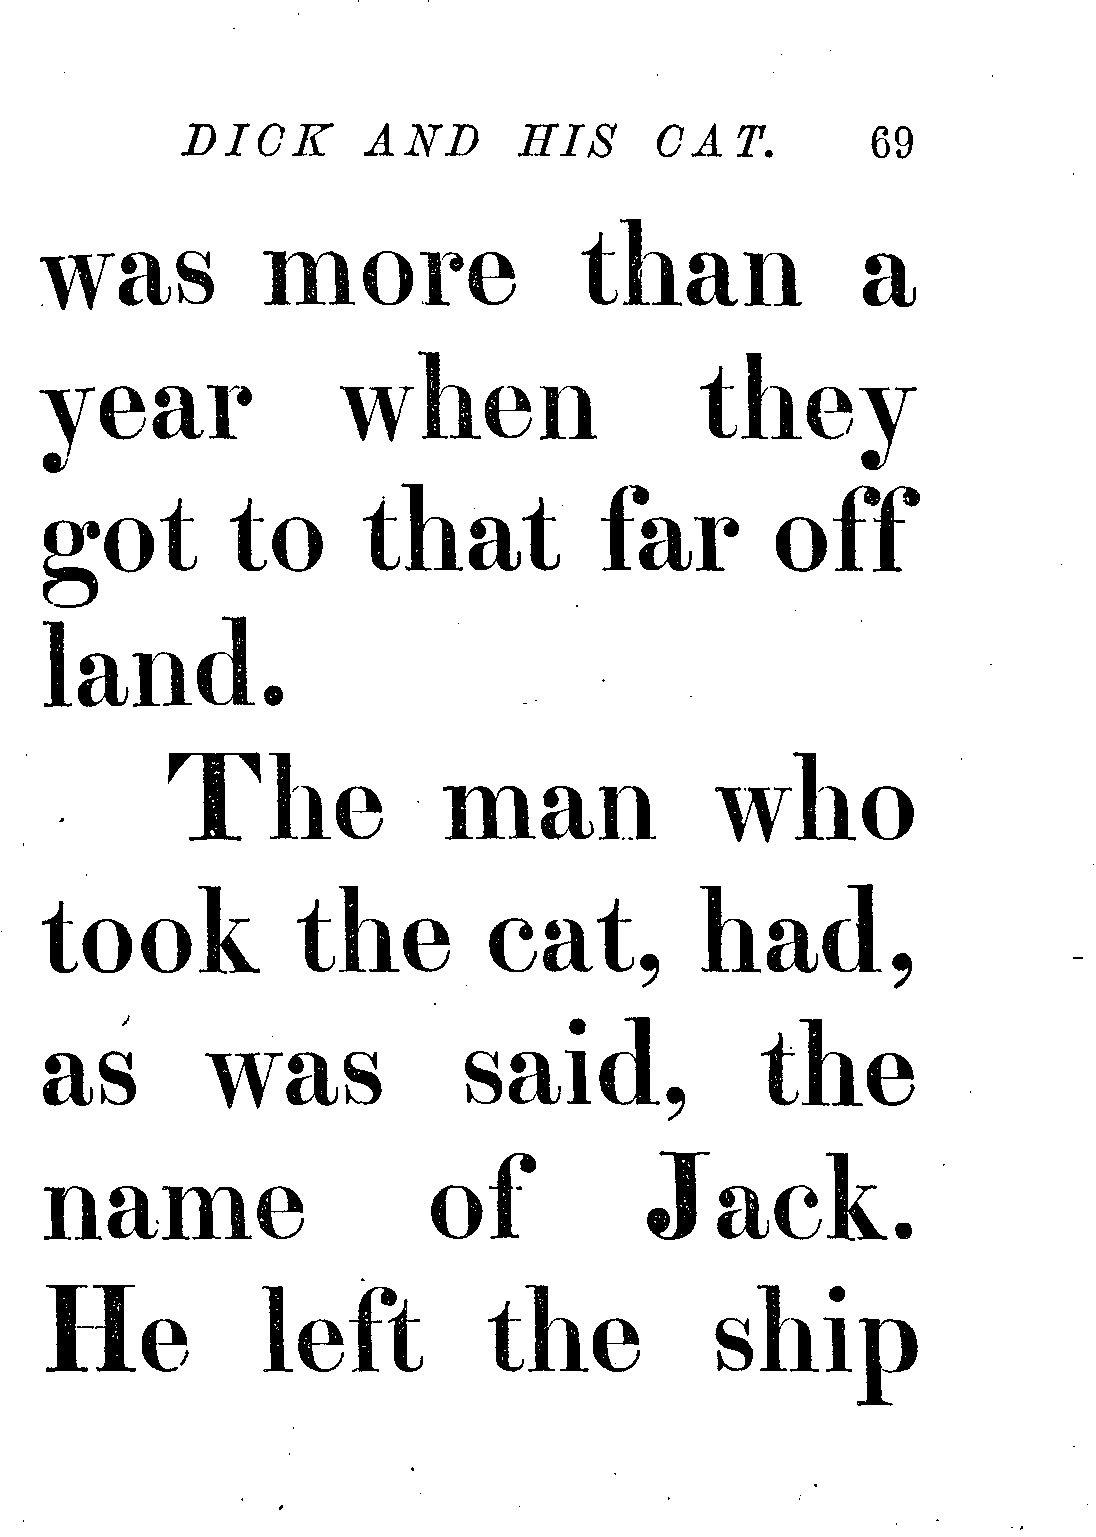 DICK AND HIS CAT. 69
was more than a
year when they
got to that far off
land.
The man who
took the cat, had,
as was said, the
name of Jack.
He left the ship